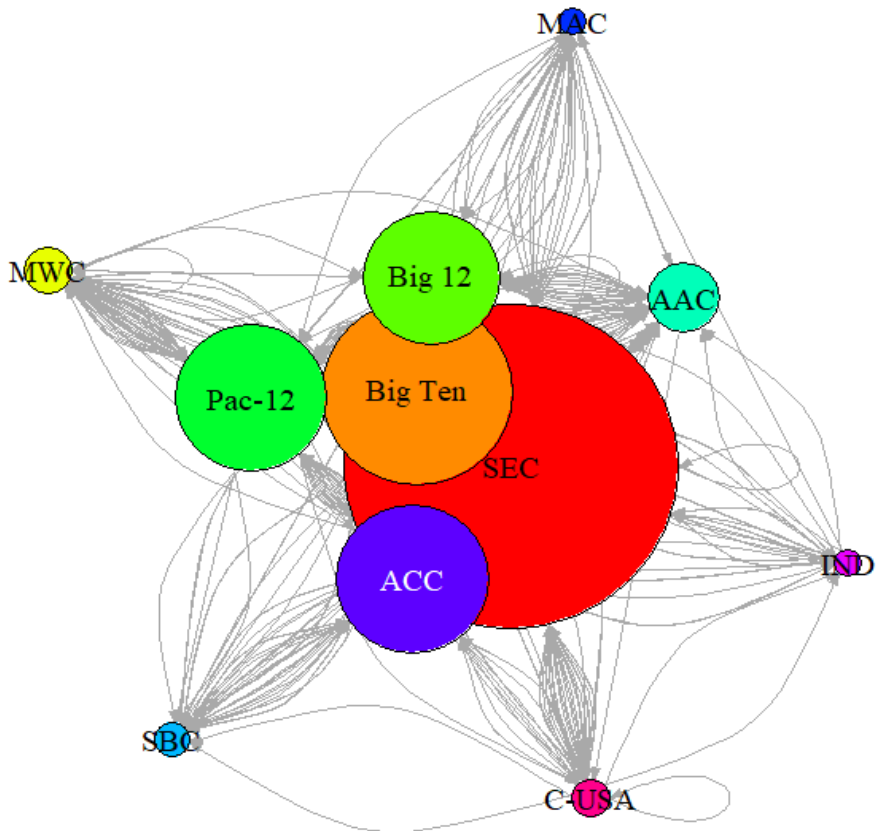 MAC
MWC
Big 12
AAC
Pac-12
Big Ten
SEC
IND
ACC
SBC
C-USA